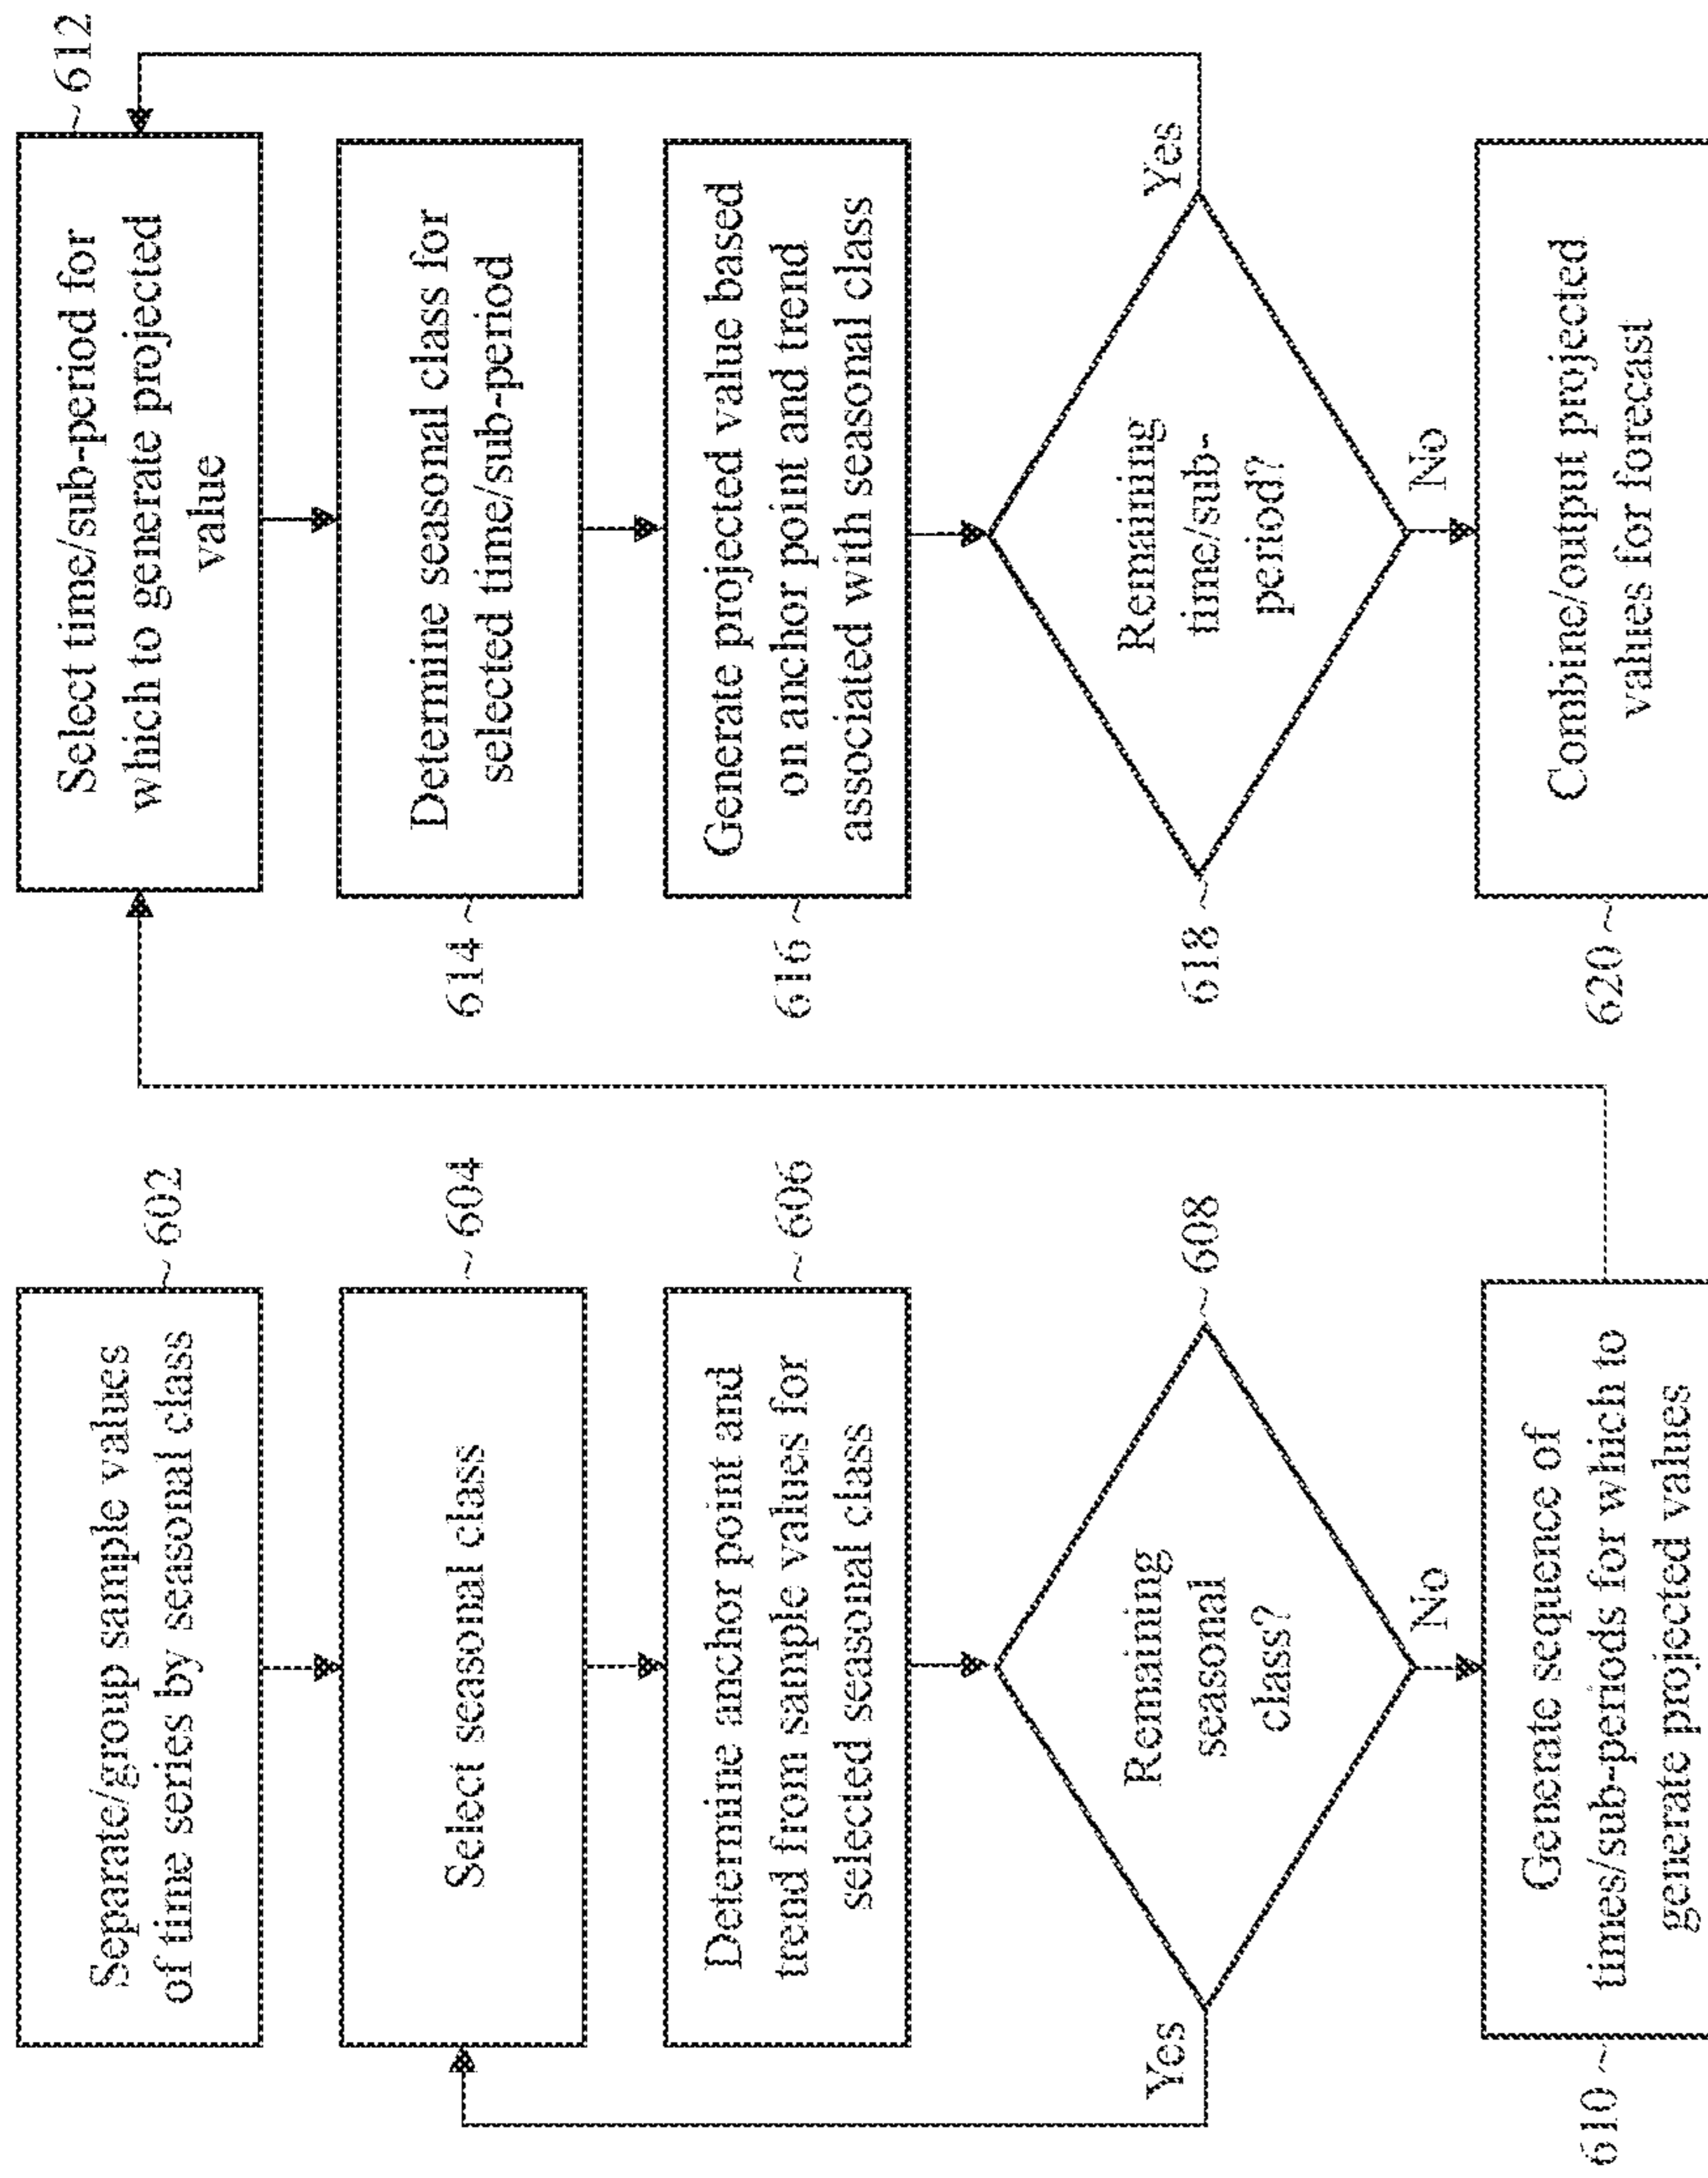 Separate/group sample values
of time series by seasonal class
~ 602
Select seasonal class
~ 604
Determine anchor point and
trend from sample values for
selected seasonal class
~ 606
Remaining
seasonal
class?
~ 608
Yes
No
Generate sequence of
times/sub-periods for which to
generate projected values
610 ~
Select time/sub-period for
which to generate projected
value
~ 612
Determine seasonal class for
selected time/sub-period
614 ~
Generate projected value based
on anchor point and trend
associated with seasonal class
616 ~
Remaining
time/sub-
period?
618 ~
Yes
No
Combine/output projected
values for forecast
620 ~